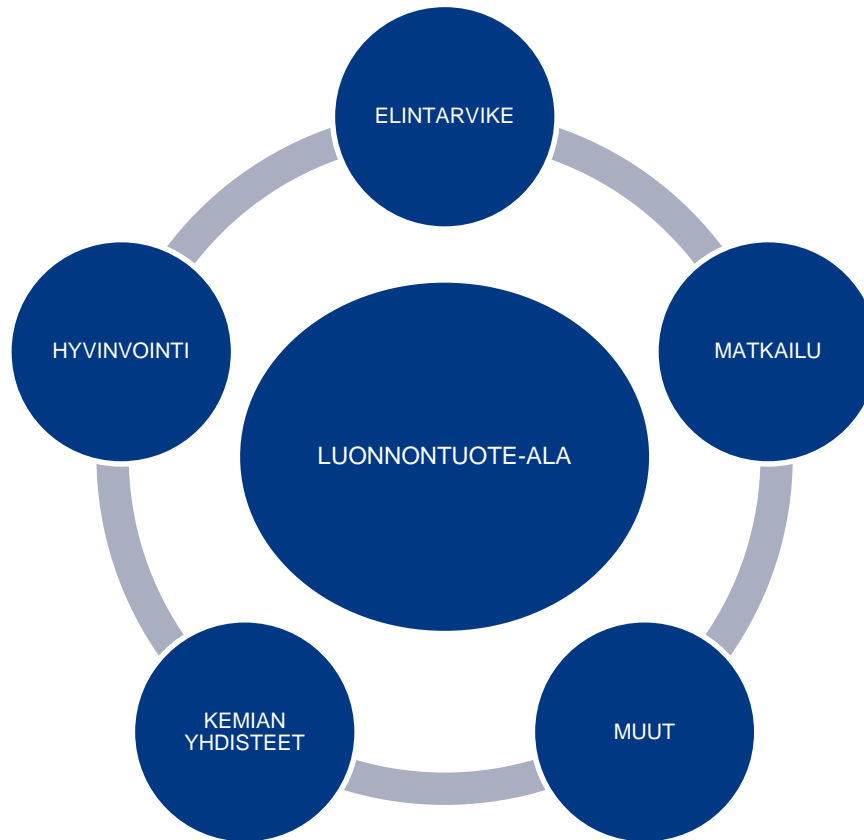 ELINTARVIKE
HYVINVOINTI
MATKAILU
LUONNONTUOTE-ALA
KEMIAN
YHDISTEET
MUUT